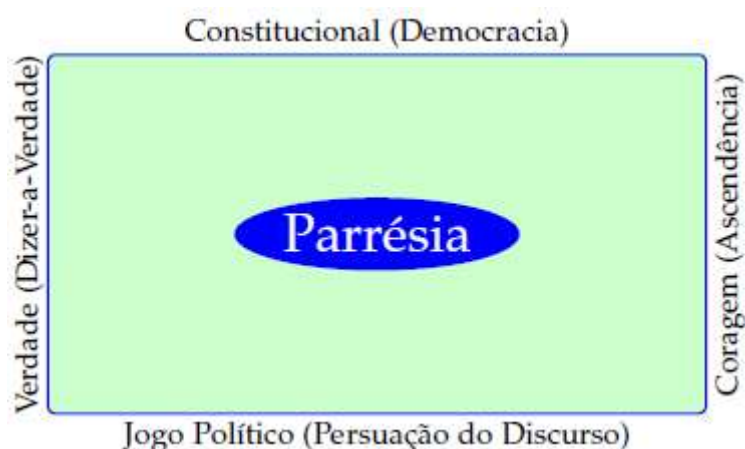 Constitucional (Democracia)
Verdade (Dizer-a-Verdade)
Parrésia
Coragem (Ascendência)
Jogo Político (Persuação do Discurso)